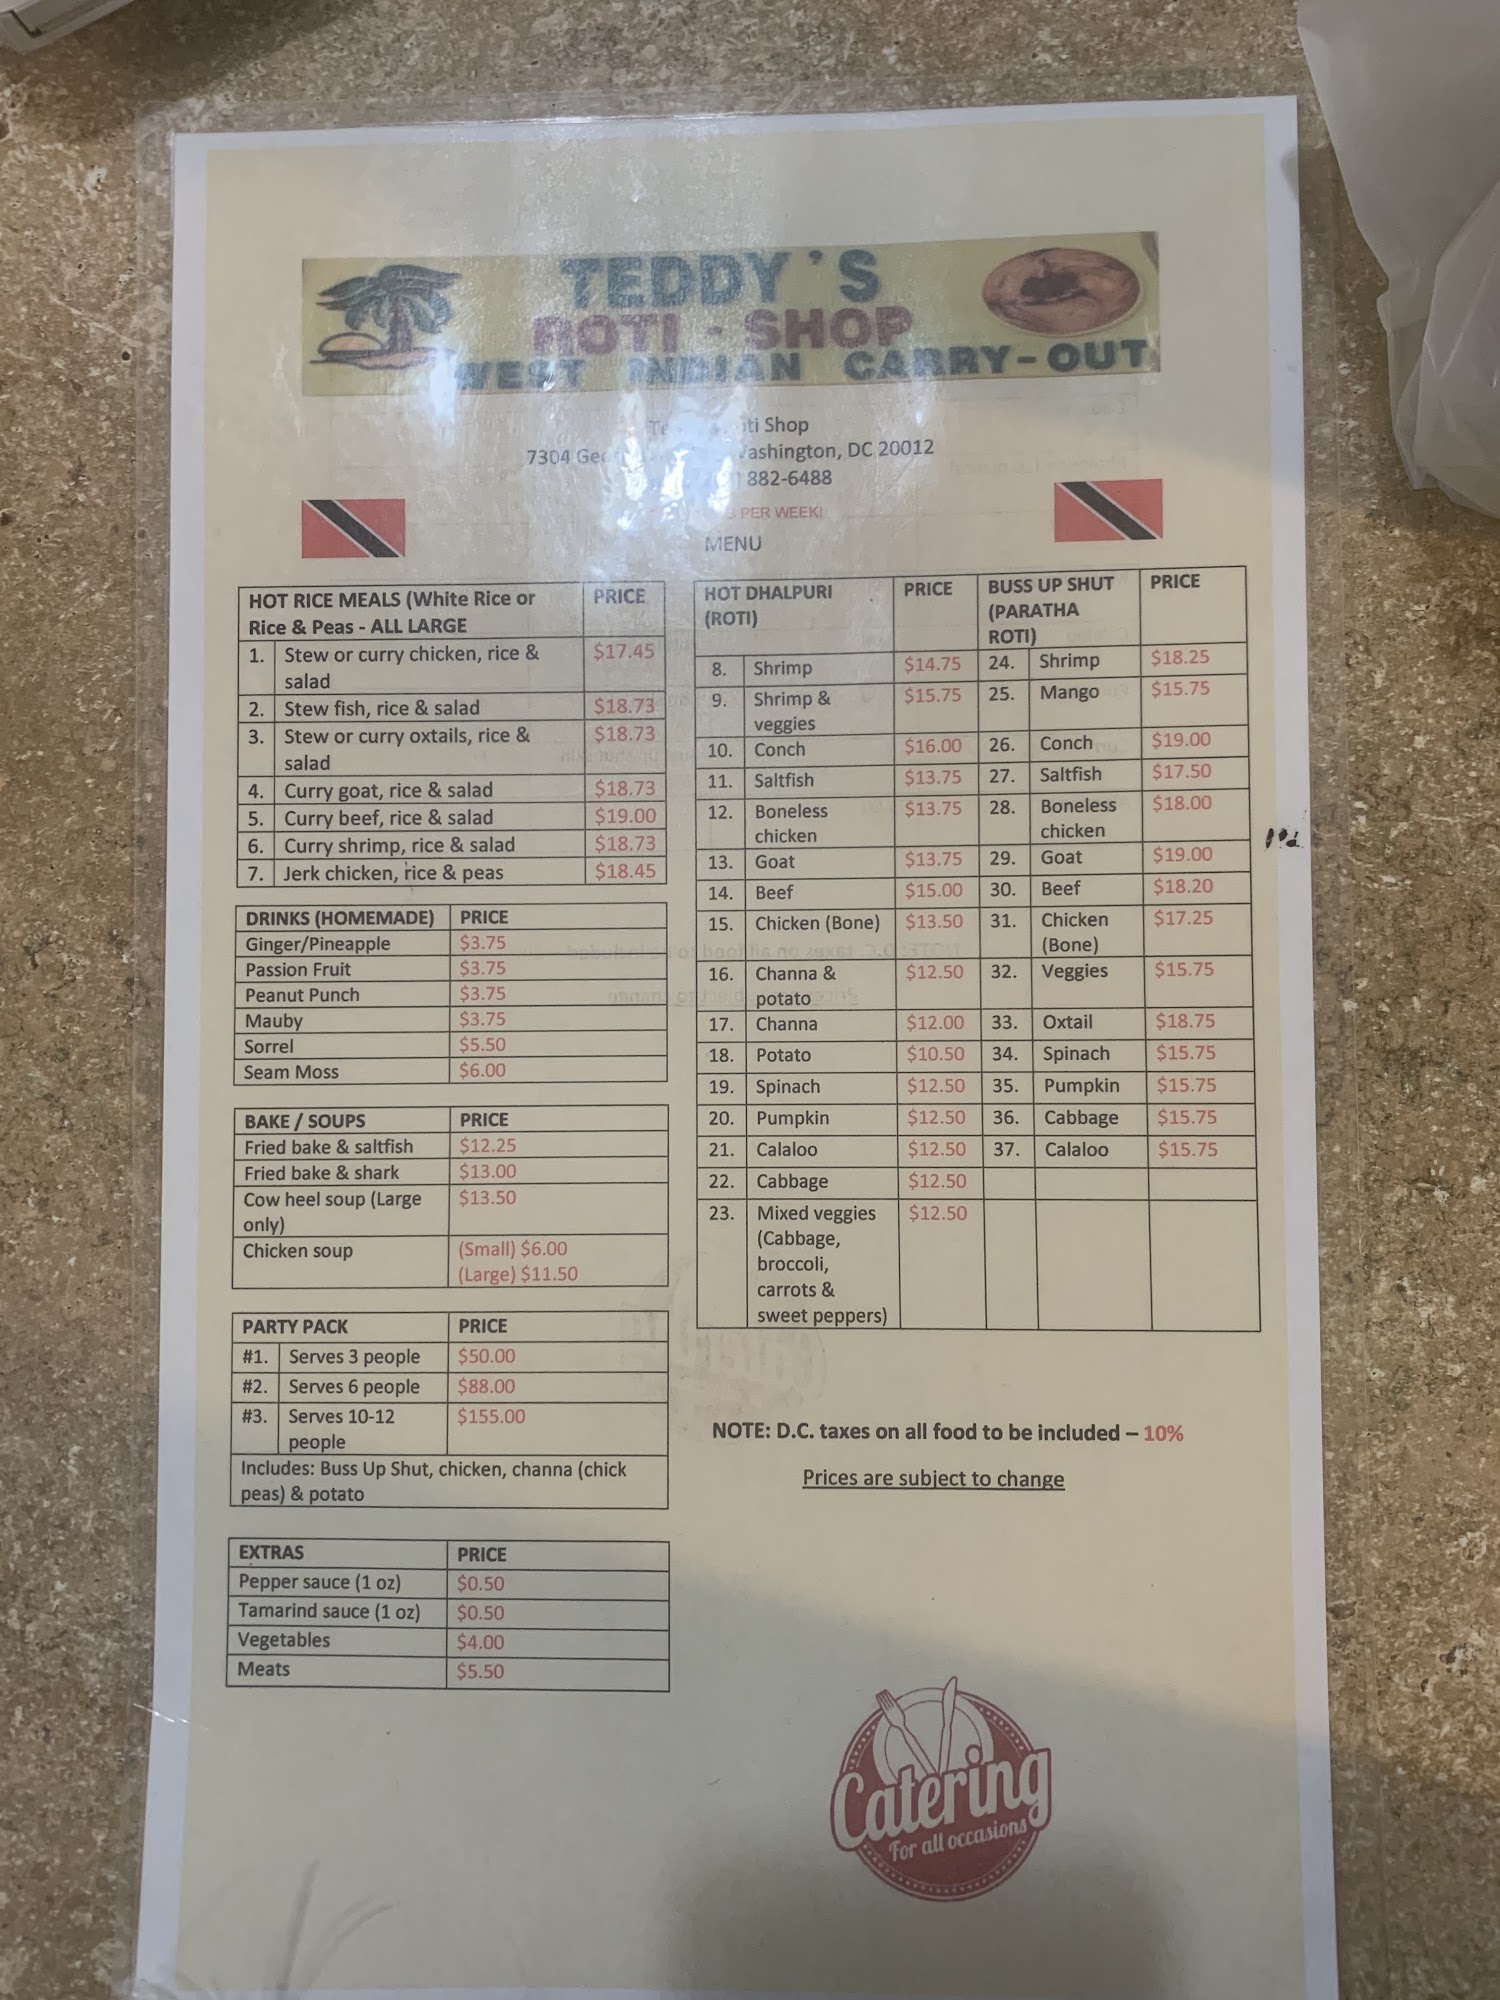 TEDDY'S
ROTI - SHOP
WEST INDIAN CARRY-OUT
Shop
7304 Washington, DC 20012
882-6488
PER WEEK!
MENU
HOT RICE MEALS (White Rice or
Rice & Peas - ALL LARGE
PRICE
1. Stew or curry chicken, rice &
salad
$17.45
2. Stew fish, rice & salad $18.73
3. Stew or curry oxtails, rice &
salad
$18.73
4. Curry goat, rice & salad $18.73
5. Curry beef, rice & salad $19.00
6. Curry shrimp, rice & salad $18.73
7. Jerk chicken, rice & peas $18.45
DRINKS (HOMEMADE) PRICE
Ginger/Pineapple $3.75
Passion Fruit $3.75
Peanut Punch $3.75
Mauby $3.75
Sorrel $5.50
Seam Moss $6.00
BAKE / SOUPS PRICE
Fried bake & saltfish $12.25
Fried bake & shark $13.00
Cow heel soup (Large
only)
$13.50
Chicken soup (Small) $6.00
(Large) $11.50
PARTY PACK PRICE
#1. Serves 3 people $50.00
#2. Serves 6 people $88.00
#3. Serves 10-12
people
$155.00
Includes: Buss Up Shut, chicken, channa (chick
peas) & potato
EXTRAS PRICE
Pepper sauce (1 oz) $0.50
Tamarind sauce (1 oz) $0.50
Vegetables $4.00
Meats $5.50
HOT DHALPURI
(ROTI)
PRICE
8. Shrimp $14.75
9. Shrimp &
veggies
$15.75
10. Conch $16.00
11. Saltfish $13.75
12. Boneless
chicken
$13.75
13. Goat $13.75
14. Beef $15.00
15. Chicken (Bone) $13.50
16. Channa &
potato
$12.50
17. Channa $12.00
18. Potato $10.50
19. Spinach $12.50
20. Pumpkin $12.50
21. Calaloo $12.50
22. Cabbage $12.50
23. Mixed veggies
(Cabbage,
broccoli,
carrots &
sweet peppers)
$12.50
BUSS UP SHUT
(PARATHA
ROTI)
PRICE
24. Shrimp $18.25
25. Mango $15.75
26. Conch $19.00
27. Saltfish $17.50
28. Boneless
chicken
$18.00
29. Goat $19.00
30. Beef $18.20
31. Chicken
(Bone)
$17.25
32. Veggies $15.75
33. Oxtail $18.75
34. Spinach $15.75
35. Pumpkin $15.75
36. Cabbage $15.75
37. Calaloo $15.75
NOTE: D.C. taxes on all food to be included – 10%
Prices are subject to change
Catering
For all occasions